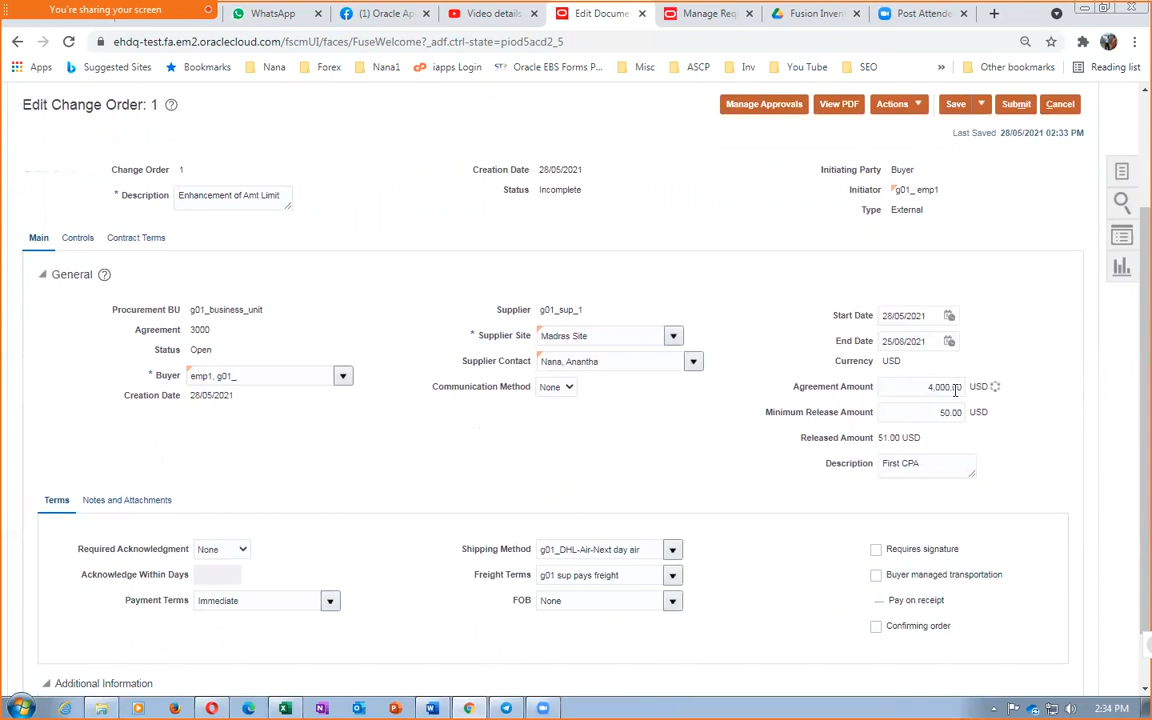 You're sharing your screen
WhatsApp
(1) Oracle Ap
Video details
Edit Docume
Manage Req
Fusion Inven
Post Attende
ehdq-test.fa.em2.oraclecloud.com/fscmUI/faces/FuseWelcome?_adf.ctrl-state=piod5acd2_5
Apps
Suggested Sites
Bookmarks
Nana
Forex
Nana1
iapps Login
Oracle EBS Forms P...
Misc
ASCP
Inv
You Tube
SEO
»
Other bookmarks
Reading list
Edit Change Order: 1
Manage Approvals
View PDF
Actions
Save
Submit
Cancel
Last Saved 28/05/2021 02:33 PM
Change Order 1
Creation Date 28/05/2021
Initiating Party Buyer
* Description Enhancement of Amt Limit
Status Incomplete
Initiator g01_ emp1
Type External
Main
Controls
Contract Terms
General
Procurement BU g01_business_unit
Supplier g01_sup_1
Start Date 28/05/2021
Agreement 3000
* Supplier Site Madras Site
End Date 25/08/2021
Status Open
Supplier Contact Nana, Anantha
Currency USD
* Buyer emp1, g01_
Communication Method None
Agreement Amount 4,000.00 USD
Creation Date 28/05/2021
Minimum Release Amount 50.00 USD
Released Amount 51.00 USD
Description First CPA
Terms
Notes and Attachments
Required Acknowledgment None
Shipping Method g01_DHL-Air-Next day air
Requires signature
Acknowledge Within Days
Freight Terms g01 sup pays freight
Buyer managed transportation
Payment Terms Immediate
FOB None
Pay on receipt
Confirming order
Additional Information
2:34 PM